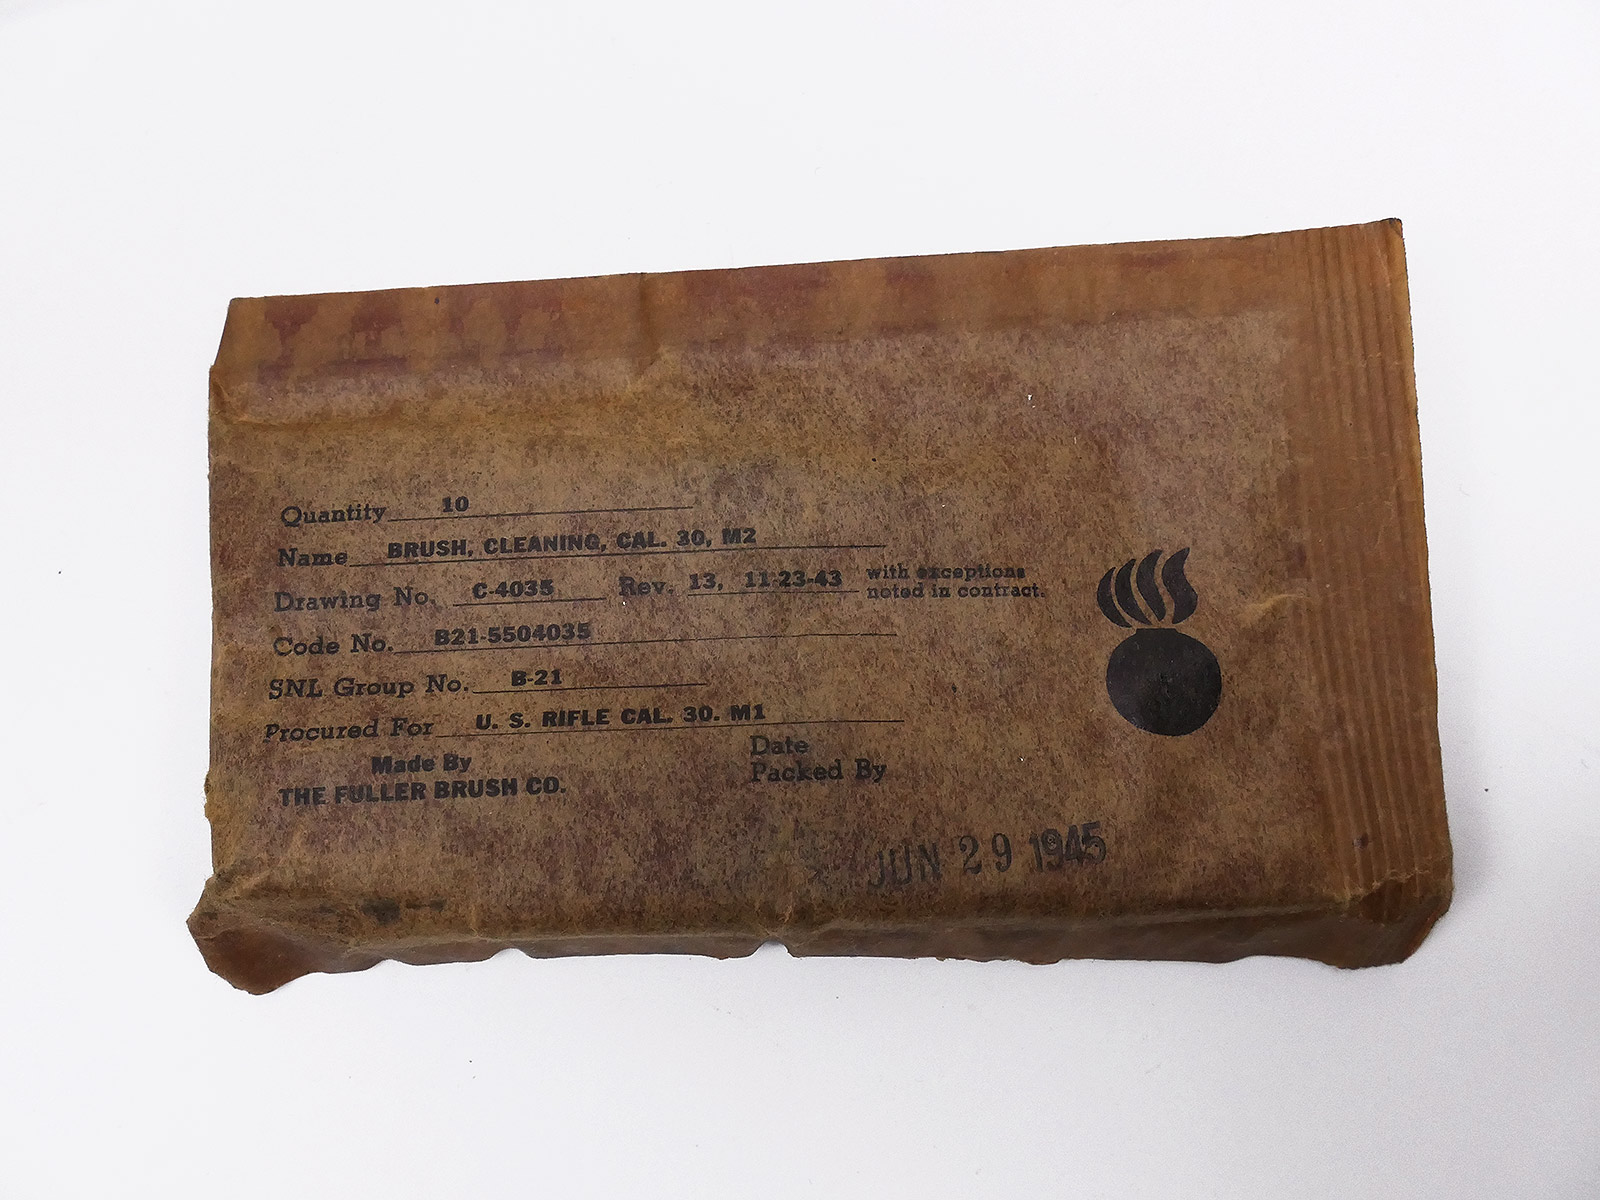 Quantity 10
Name BRUSH, CLEANING, CAL. 30, M2
Drawing No. C-4035 Rev. 13, 11-23-43 with exceptions noted in contract.
Code No. B21-5504035
SNL Group No. B-21
Procured For U. S. RIFLE CAL. 30. M1
Made By
THE FULLER BRUSH CO.
Date
Packed By
JUN 29 1945